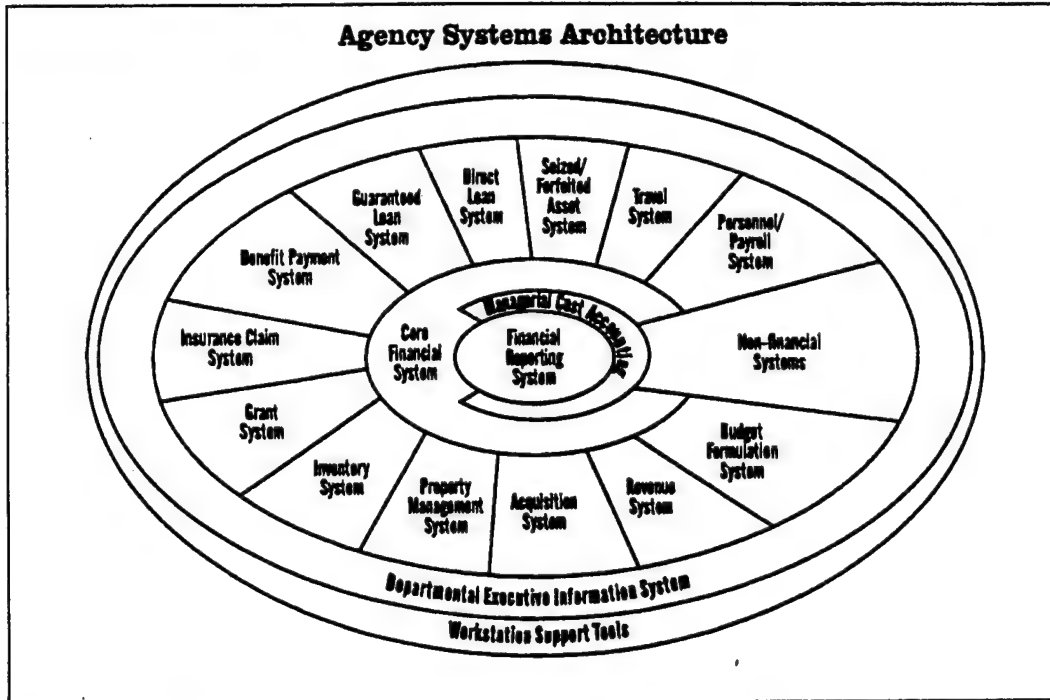 Agency Systems Architecture
Seized/
Forfeited
Asset
System
Direct
Loan
System
Travel
System
Guaranteed
Loan
System
Personnel/
Payroll
System
Benefit Payment
System
Managerial Cost Accounting
Insurance Claim
System
Core
Financial
System
Financial
Reporting
System
Non-financial
Systems
Grant
System
Budget
Formulation
System
Inventory
System
Property
Management
System
Acquisition
System
Revenue
System
Departmental Executive Information System
Workstation Support Tools